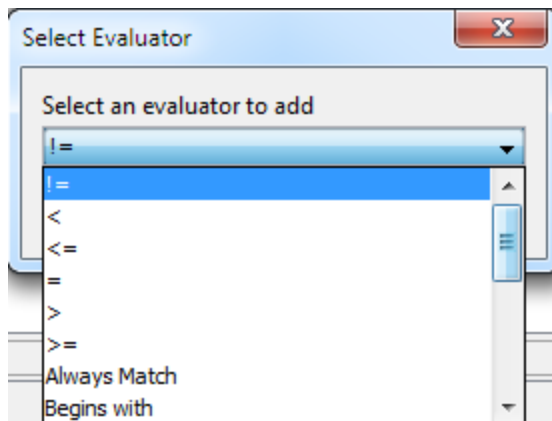 Select Evaluator
Select an evaluator to add
!=
!=
<
<=
=
>
>=
Always Match
Begins with